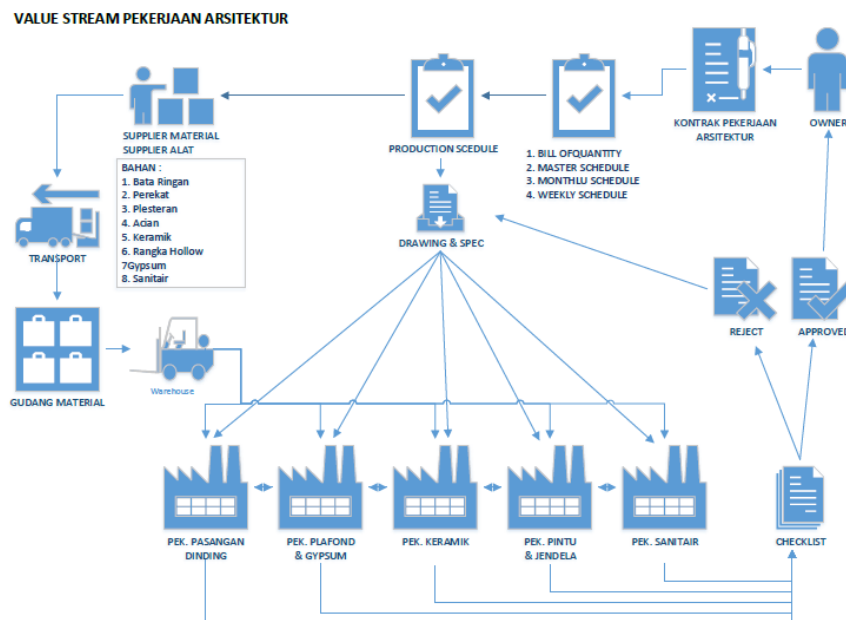 VALUE STREAM PEKERJAAN ARSITEKTUR
SUPPLIER MATERIAL
SUPPLIER ALAT
BAHAN :
1. Bata Ringan
2. Perekat
3. Plesteran
4. Acian
5. Keramik
6. Rangka Hollow
7Gypsum
8. Sanitair
PRODUCTION SCEDULE
1. BILL OFQUANTITY
2. MASTER SCHEDULE
3. MONTHLU SCHEDULE
4. WEEKLY SCHEDULE
KONTRAK PEKERJAAN
ARSITEKTUR
OWNER
TRANSPORT
DRAWING & SPEC
REJECT
APPROVED
GUDANG MATERIAL
Warehouse
PEK. PASANGAN
DINDING
PEK. PLAFOND
& GYPSUM
PEK. KERAMIK
PEK. PINTU
& JENDELA
PEK. SANITAIR
CHECKLIST